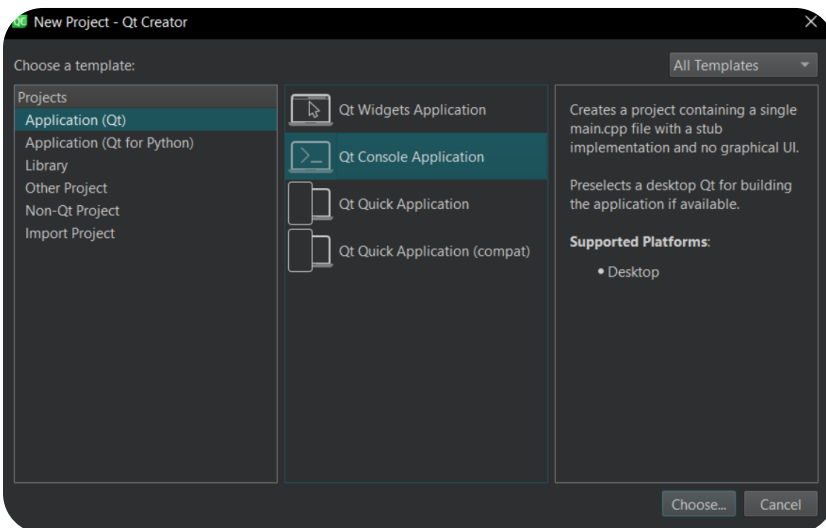 QC New Project - Qt Creator
Choose a template:
All Templates
Projects
Application (Qt)
Application (Qt for Python)
Library
Other Project
Non-Qt Project
Import Project
Qt Widgets Application
Qt Console Application
Qt Quick Application
Qt Quick Application (compat)
Creates a project containing a single
main.cpp file with a stub
implementation and no graphical UI.
Preselects a desktop Qt for building
the application if available.
Supported Platforms:
• Desktop
Choose...
Cancel